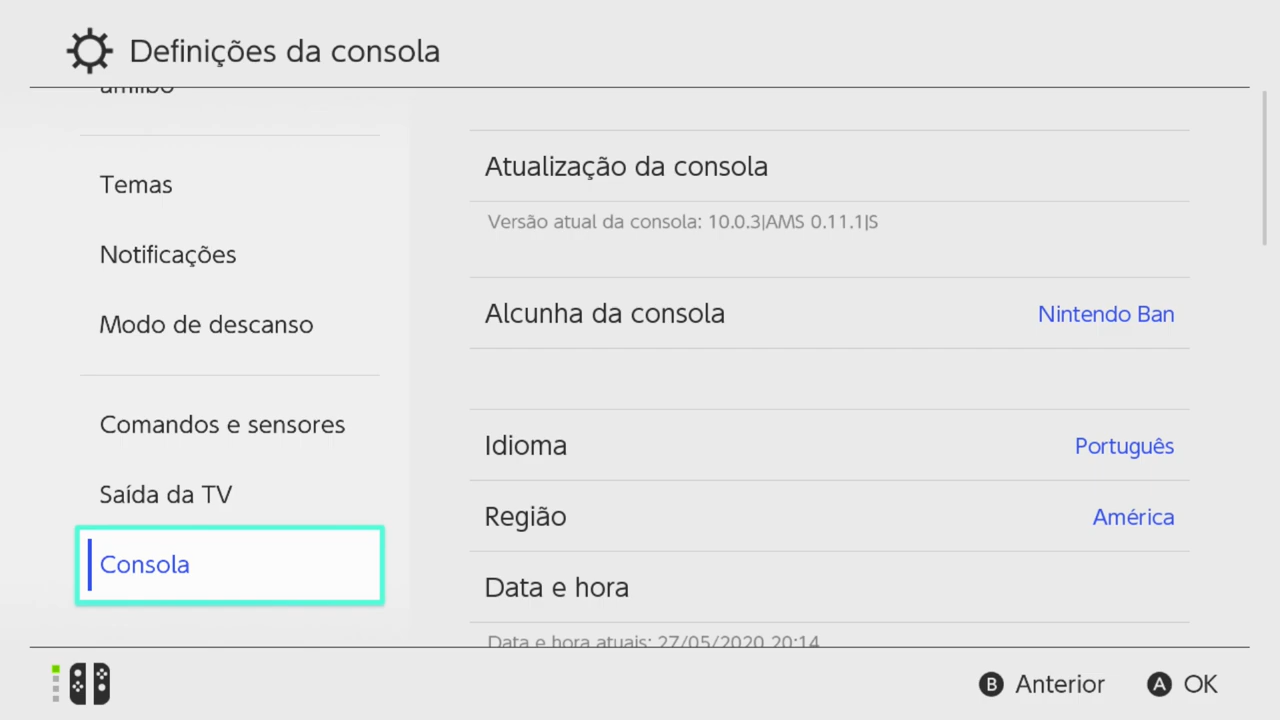 Definições da consola
amiibo
Temas
Notificações
Modo de descanso
Comandos e sensores
Saída da TV
Consola
Atualização da consola
Versão atual da consola: 10.0.3|AMS 0.11.1|S
Alcunha da consola Nintendo Ban
Idioma Português
Região América
Data e hora
Data e hora atuais: 27/05/2020 20:14
B Anterior A OK